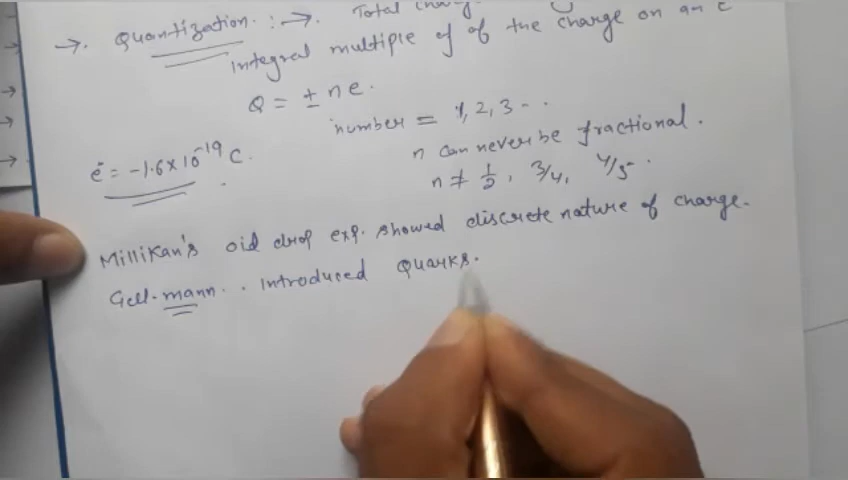 →. Quantization. :→. Total charg
Integral multiple of of the charge on an e
Q = ± ne.
number = 1, 2, 3 - . .
e⁻ = -1.6 x 10⁻¹⁹ C.
n can never be fractional.
n ≠ 1/2, 3/4, 4/5.
Millikan's oid drop exp. showed discrete nature of charge.
Gell-mann. . introduced Quarks.